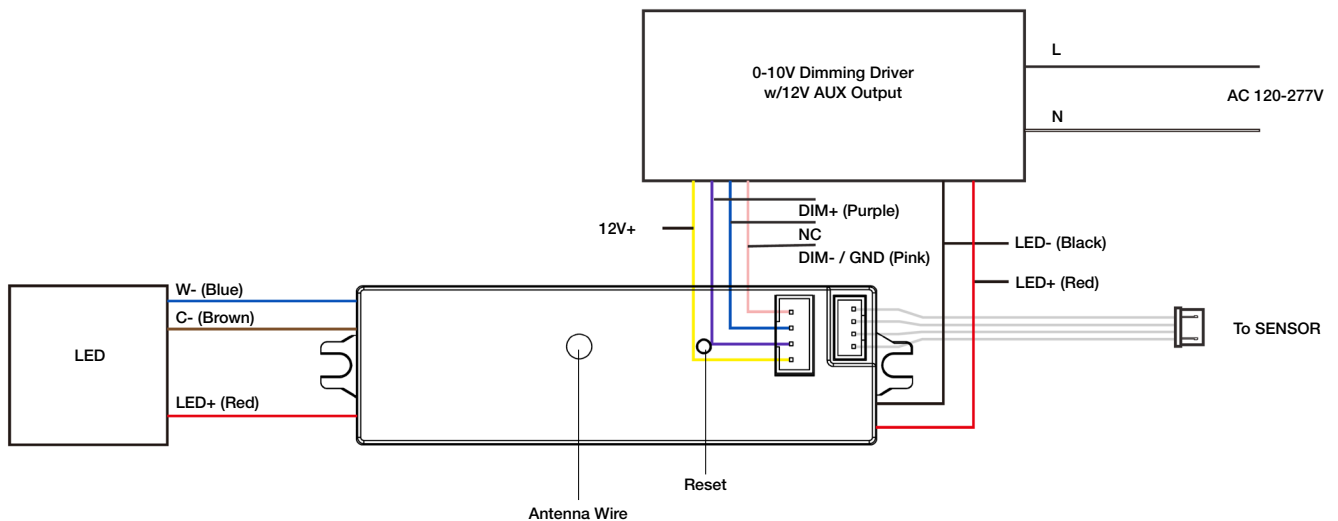 0-10V Dimming Driver
w/12V AUX Output
L
AC 120-277V
N
12V+
DIM+ (Purple)
NC
DIM- / GND (Pink)
LED- (Black)
LED+ (Red)
W- (Blue)
C- (Brown)
LED
LED+ (Red)
To SENSOR
Reset
Antenna Wire